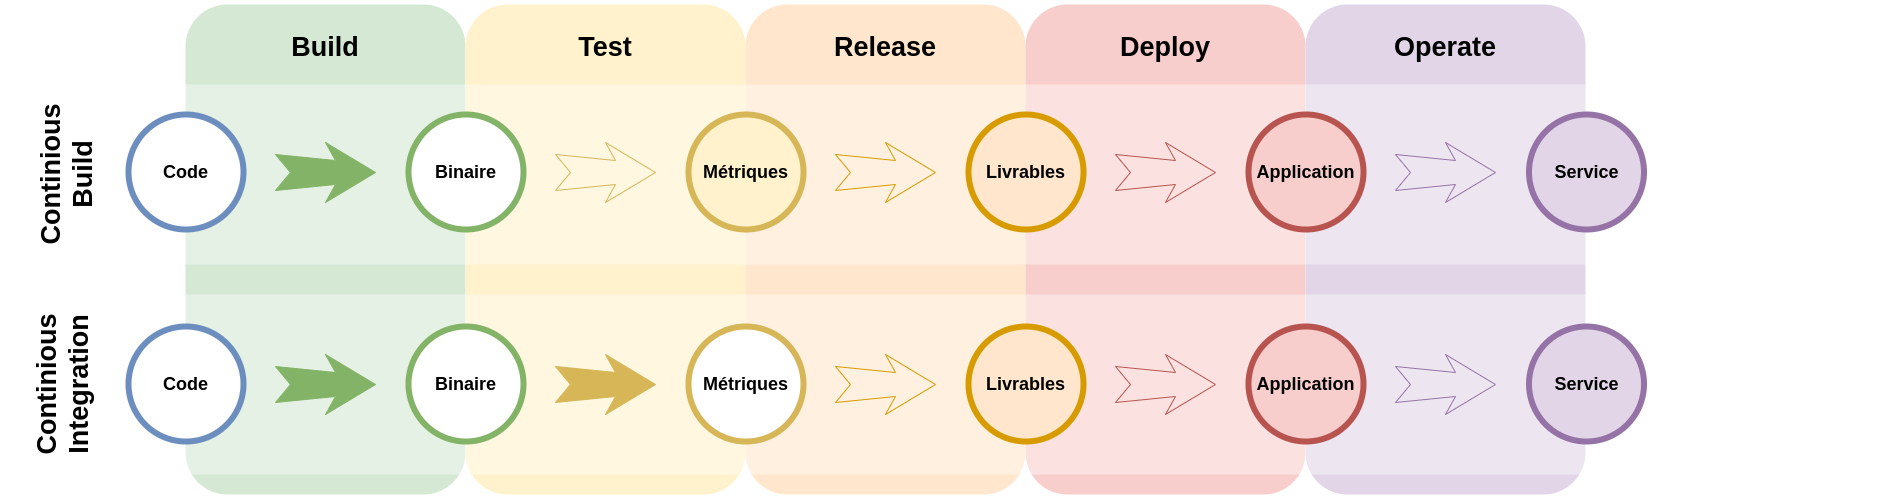 Build
Test
Release
Deploy
Operate
Continious
Build
Code
Binaire
Métriques
Livrables
Application
Service
Continious
Integration
Code
Binaire
Métriques
Livrables
Application
Service